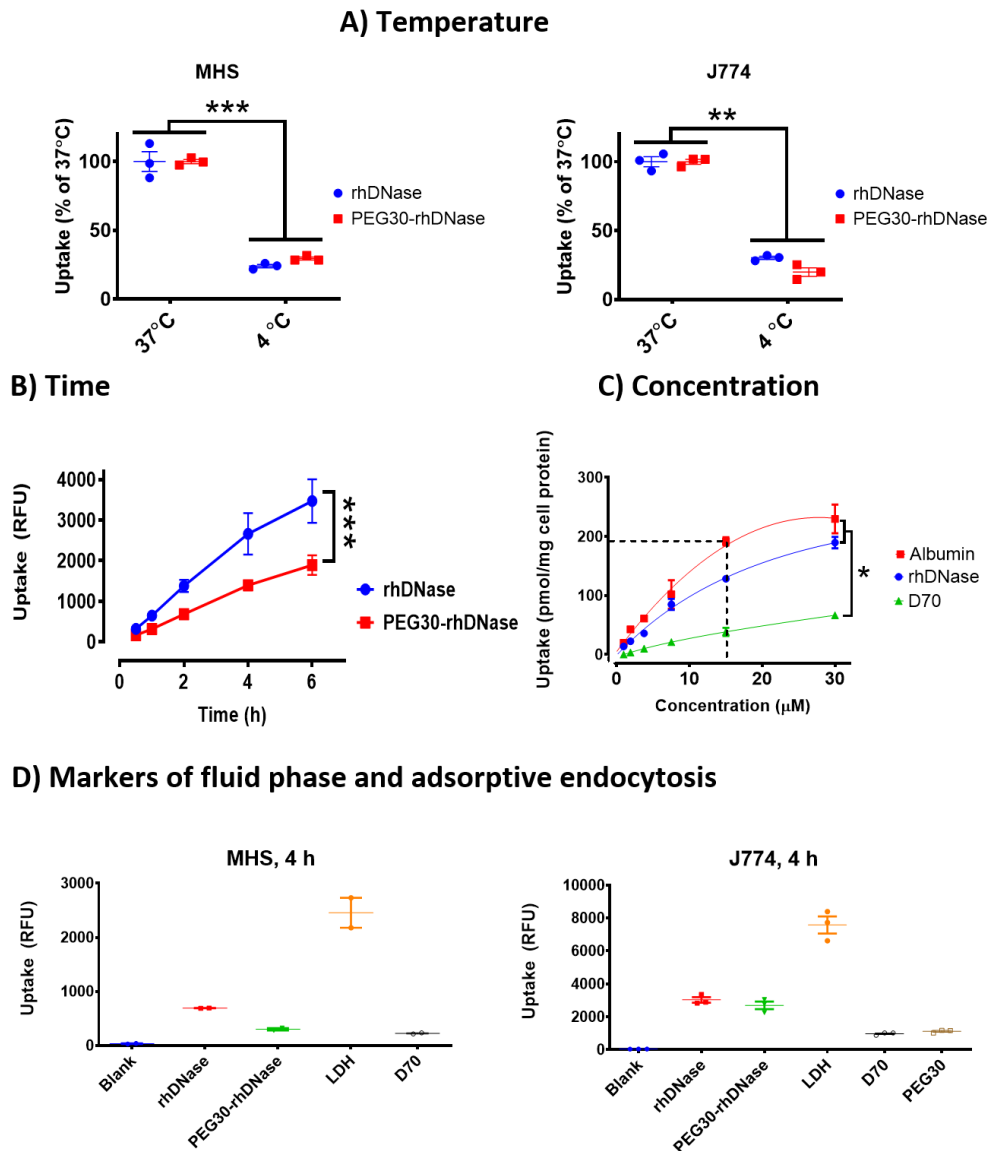 A) Temperature
MHS
Uptake (% of 37°C)
100
50
0
37°C
4 °C
***
rhDNase
PEG30-rhDNase
J774
Uptake (% of 37°C)
100
50
0
37°C
4 °C
**
rhDNase
PEG30-rhDNase
B) Time
Uptake (RFU)
4000
3000
2000
1000
0
0
2
4
6
Time (h)
***
rhDNase
PEG30-rhDNase
C) Concentration
Uptake (pmol/mg cell protein)
300
200
100
0
0
10
20
30
Concentration (μM)
*
Albumin
rhDNase
D70
D) Markers of fluid phase and adsorptive endocytosis
MHS, 4 h
Uptake (RFU)
3000
2000
1000
0
Blank
rhDNase
PEG30-rhDNase
LDH
D70
J774, 4 h
Uptake (RFU)
10000
8000
6000
4000
2000
0
Blank
rhDNase
PEG30-rhDNase
LDH
D70
PEG30